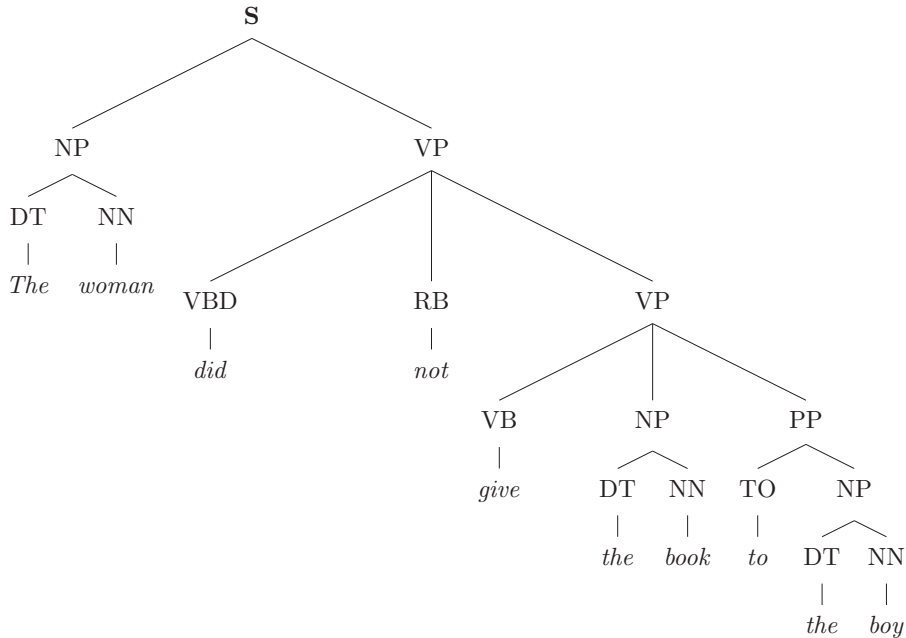 S
NP VP
DT NN
The woman
VBD RB VP
did not
VB NP PP
give
DT NN TO NP
the book to
DT NN
the boy